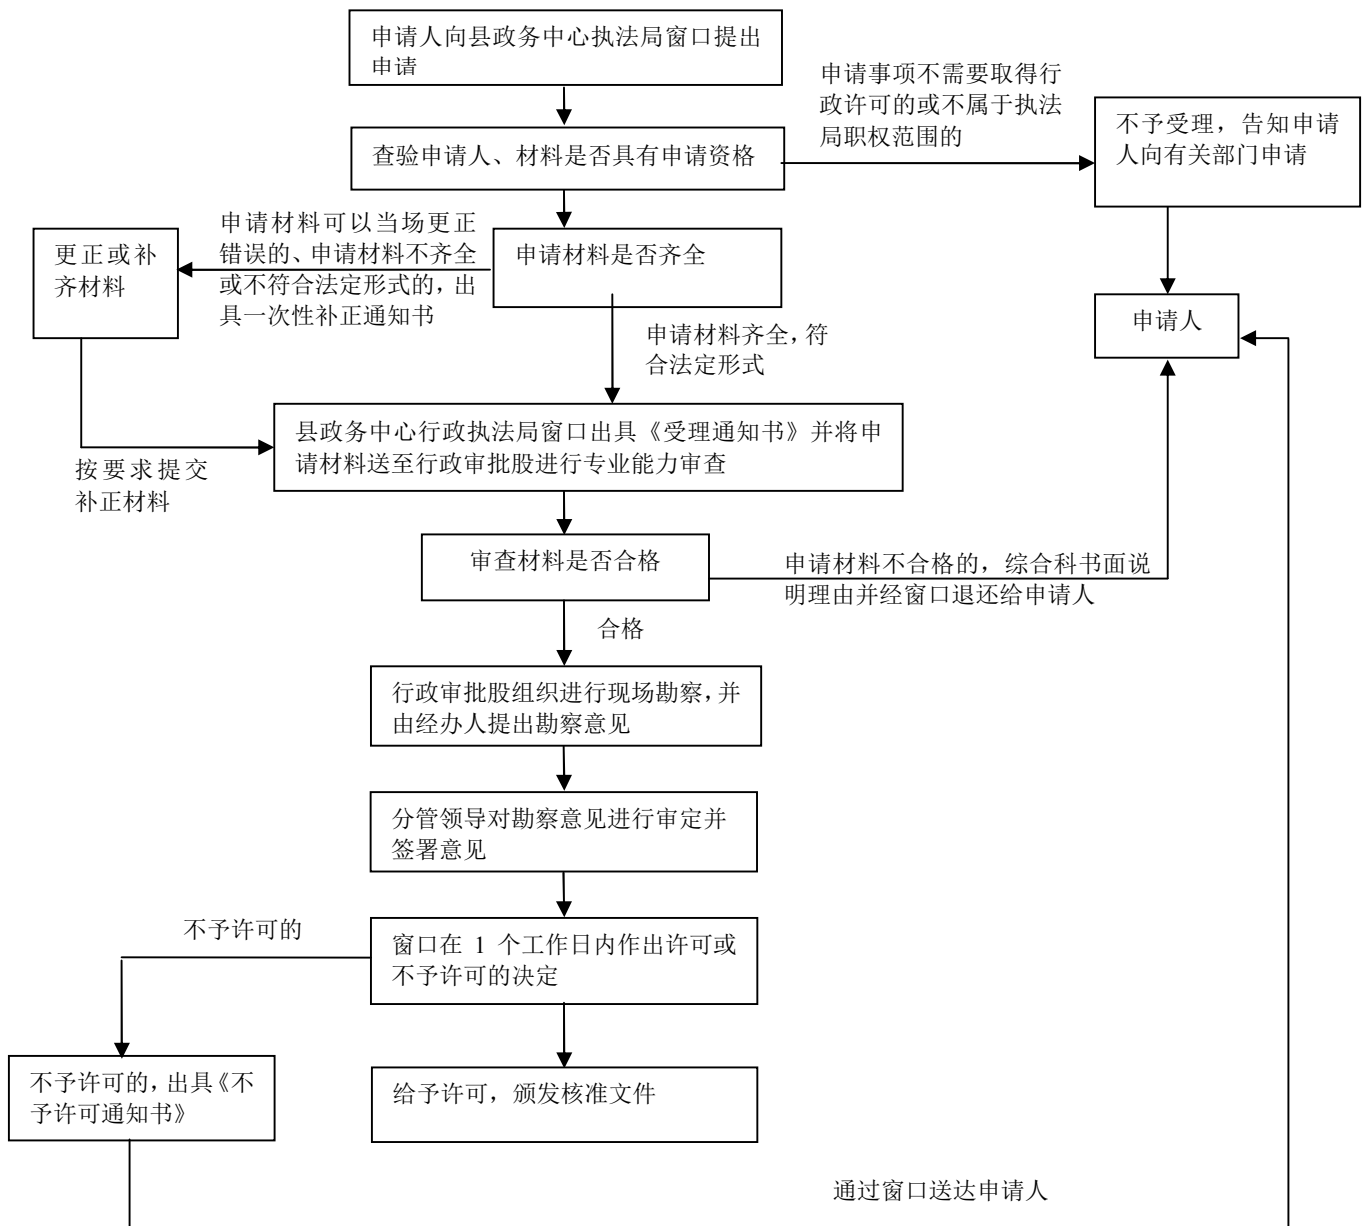 申请人向县政务中心执法局窗口提出
申请
申请事项不需要取得行
政许可的或不属于执法
局职权范围的
不予受理，告知申请
人向有关部门申请
查验申请人、材料是否具有申请资格
申请材料可以当场更正
错误的、申请材料不齐全
或不符合法定形式的，出
具一次性补正通知书
更正或补
齐材料
申请材料是否齐全
申请人
申请材料齐全，符
合法定形式
县政务中心行政执法局窗口出具《受理通知书》并将申
请材料送至行政审批股进行专业能力审查
按要求提交
补正材料
审查材料是否合格
申请材料不合格的，综合科书面说
明理由并经窗口退还给申请人
合格
行政审批股组织进行现场勘察，并
由经办人提出勘察意见
分管领导对勘察意见进行审定并
签署意见
不予许可的
窗口在 1 个工作日内作出许可或
不予许可的决定
不予许可的，出具《不
予许可通知书》
给予许可，颁发核准文件
通过窗口送达申请人